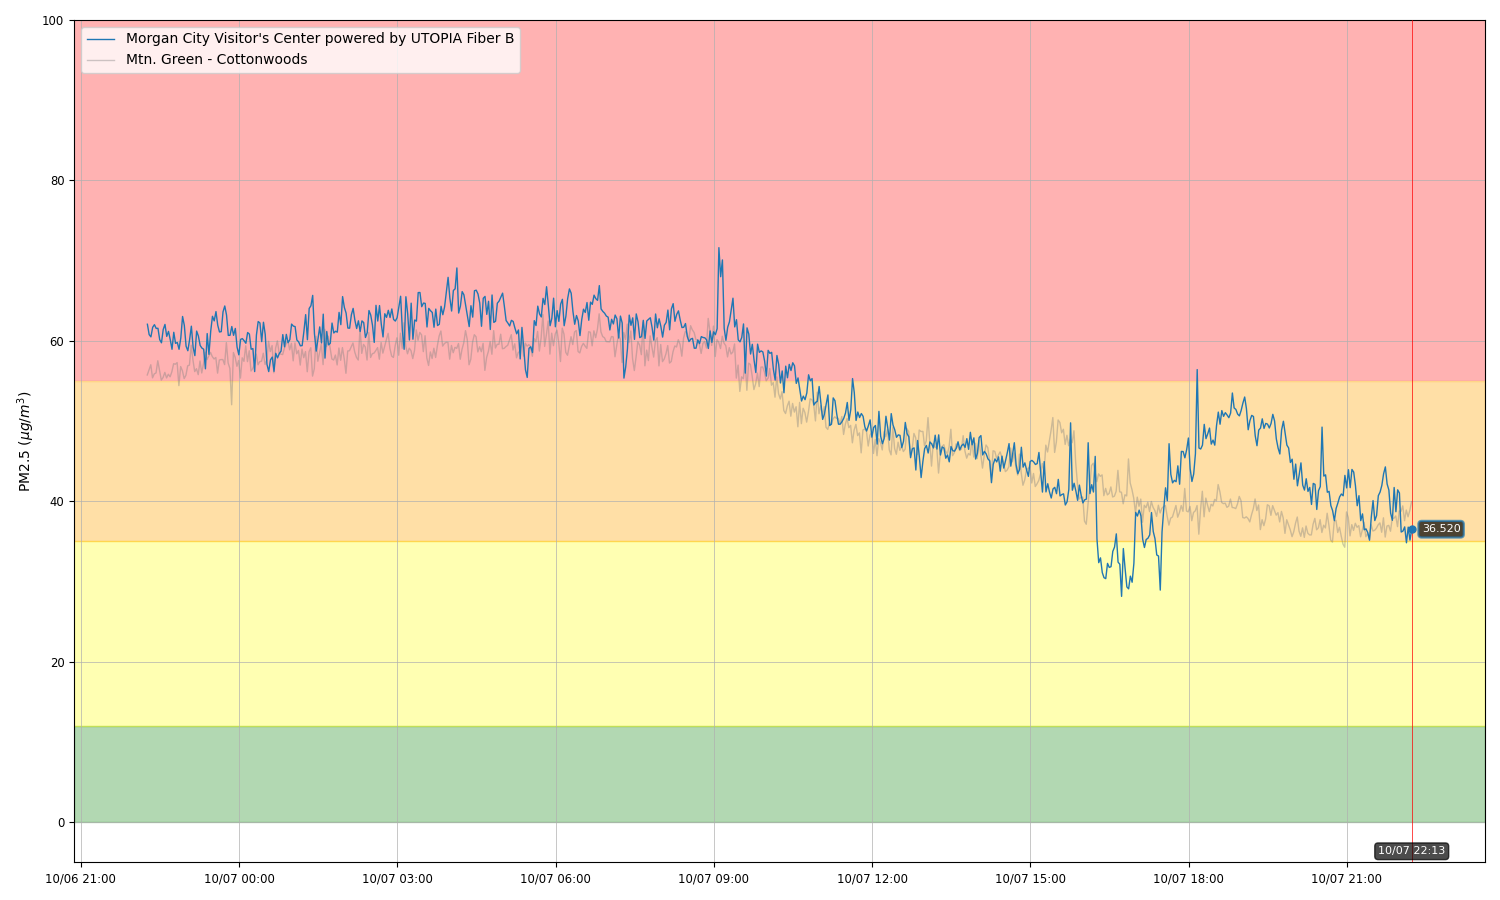 100
Morgan City Visitor's Center powered by UTOPIA Fiber B
Mtn. Green - Cottonwoods
80
60
PM2.5 (μg/m³)
40
36.520
20
0
10/07 22:13
10/06 21:00 10/07 00:00 10/07 03:00 10/07 06:00 10/07 09:00 10/07 12:00 10/07 15:00 10/07 18:00 10/07 21:00